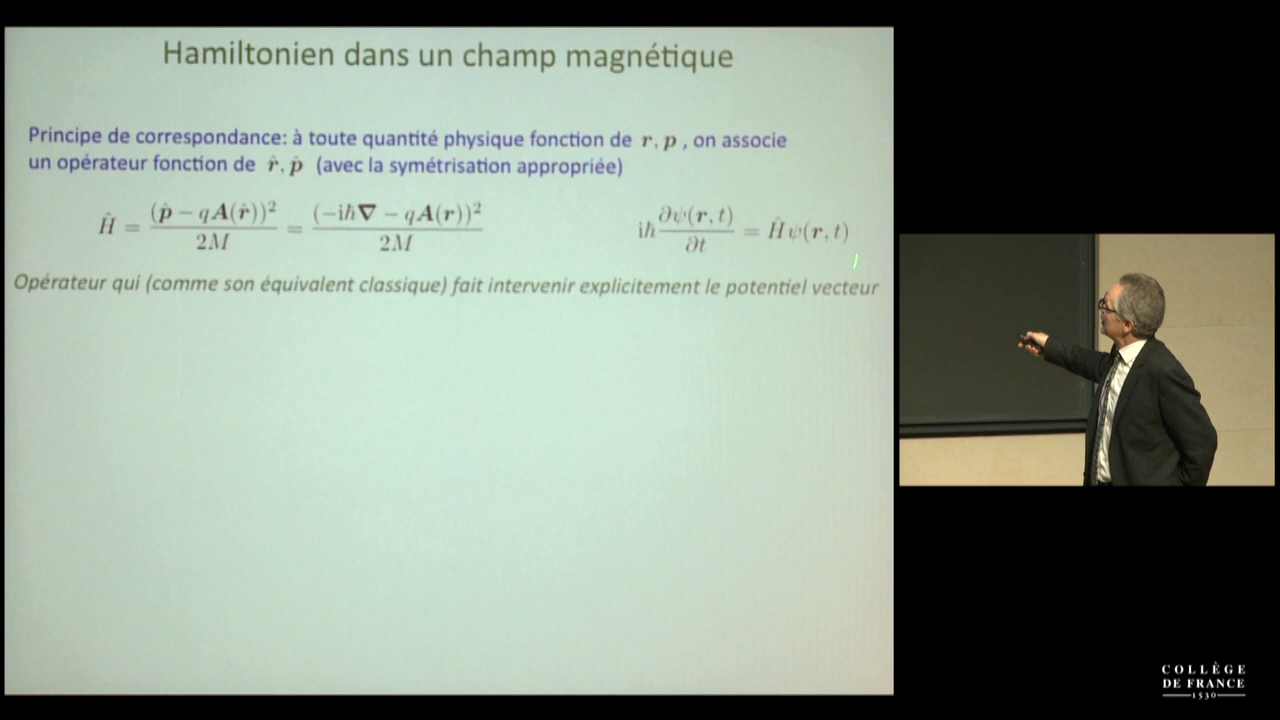 Hamiltonien dans un champ magnétique
Principe de correspondance: à toute quantité physique fonction de r, p , on associe
un opérateur fonction de r̂, p̂ (avec la symétrisation appropriée)
Ĥ = (p̂ − qA(r̂))² / 2M = (−iħ∇ − qA(r))² / 2M
iħ ∂ψ(r, t) / ∂t = Ĥψ(r, t)
Opérateur qui (comme son équivalent classique) fait intervenir explicitement le potentiel vecteur
COLLÈGE
DE FRANCE
1530